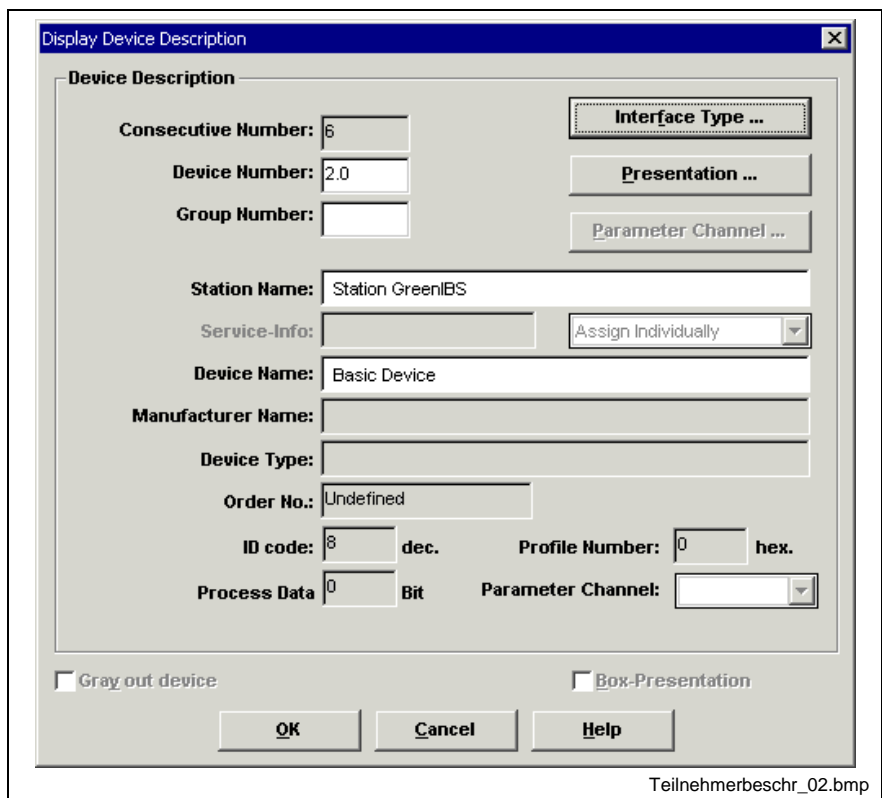 Display Device Description
Device Description
Interface Type ...
Consecutive Number: 6
Device Number: 2.0
Presentation ...
Group Number:
Parameter Channel ...
Station Name: Station GreenIBS
Service-Info: Assign Individually
Device Name: Basic Device
Manufacturer Name:
Device Type:
Order No.: Undefined
ID code: 8 dec. Profile Number: 0 hex.
Process Data 0 Bit Parameter Channel:
Gray out device Box-Presentation
OK Cancel Help
Teilnehmerbeschr_02.bmp